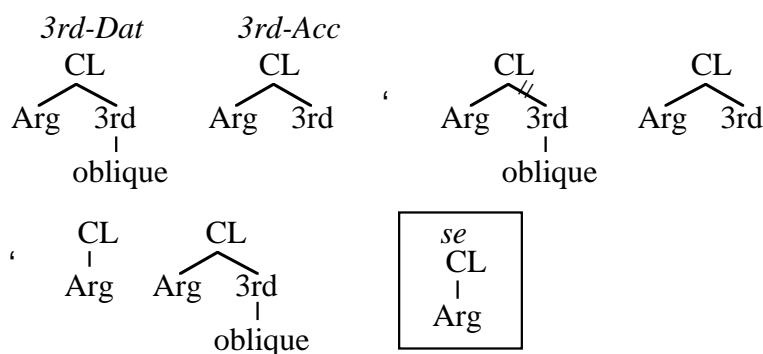 3rd-Dat 3rd-Acc
CL CL ‘ CL CL
Arg 3rd Arg 3rd Arg 3rd Arg 3rd
oblique oblique
‘ CL CL se
Arg Arg 3rd CL
oblique Arg